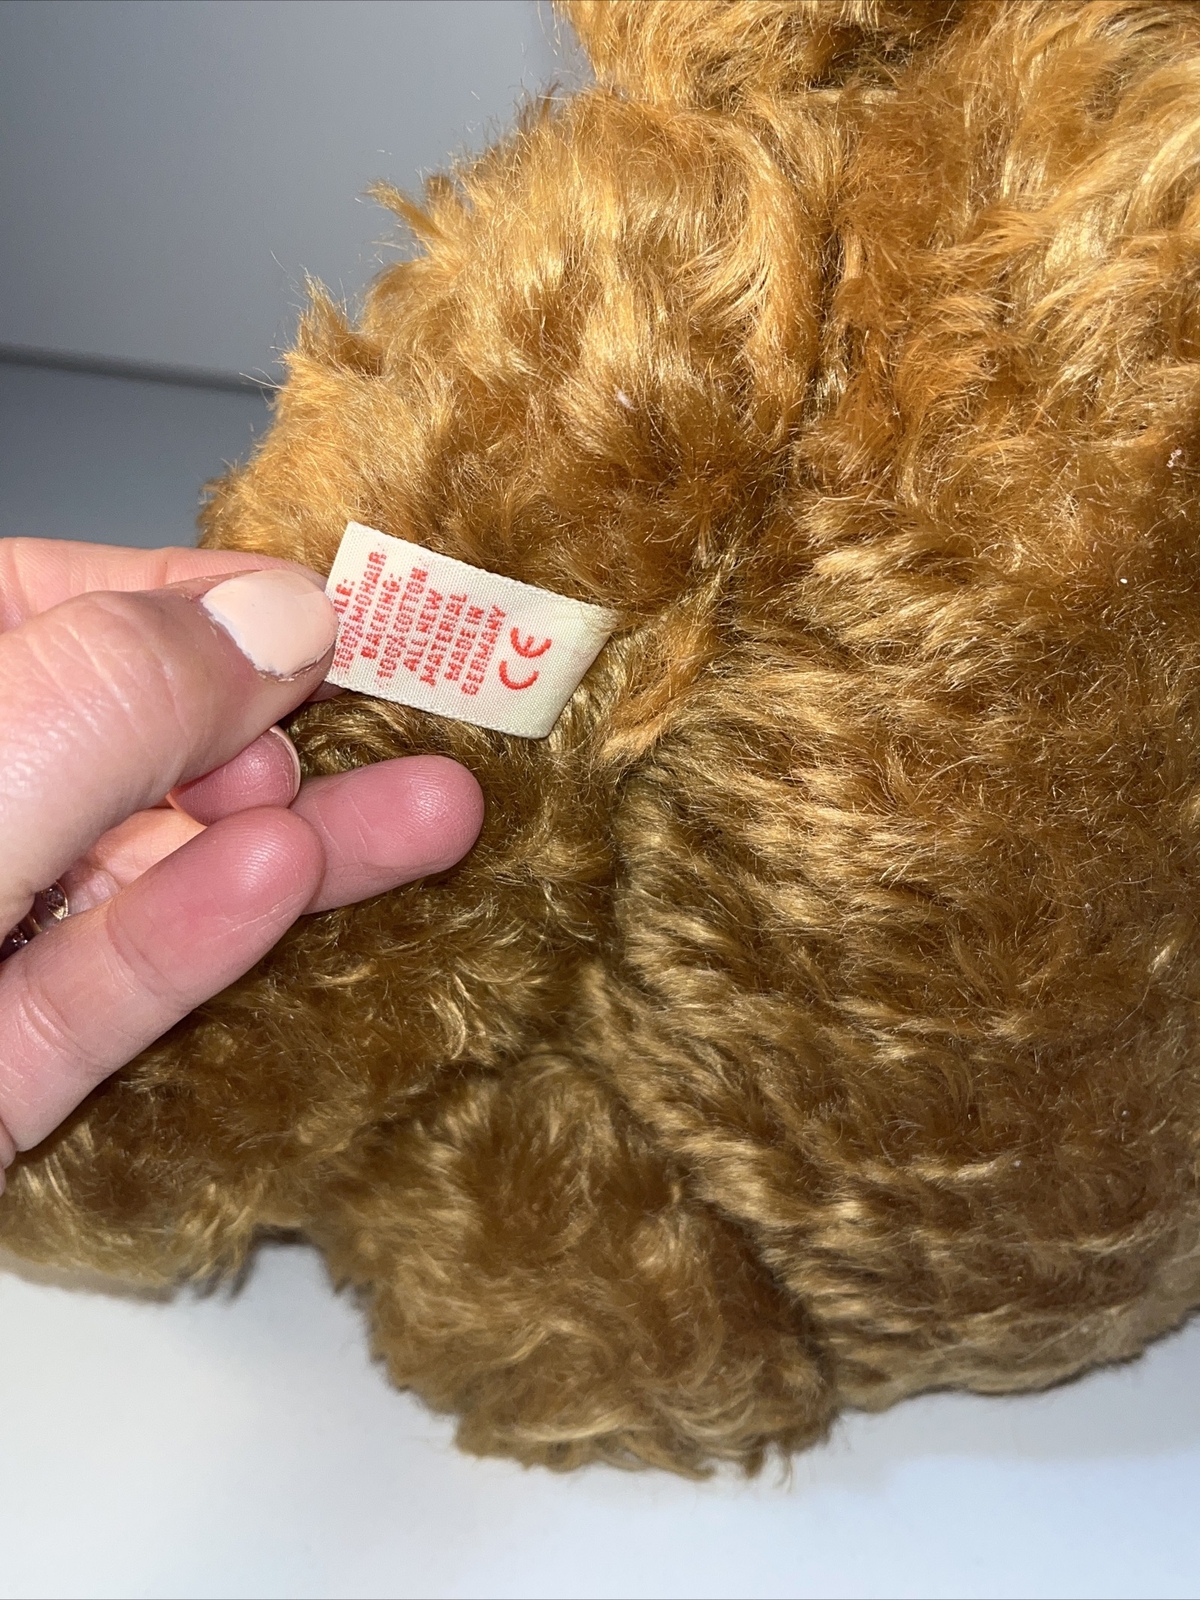 100% MOHAIR
BACKING:
100% COTTON
ALL NEW
MATERIAL
MADE IN
GERMANY
CE